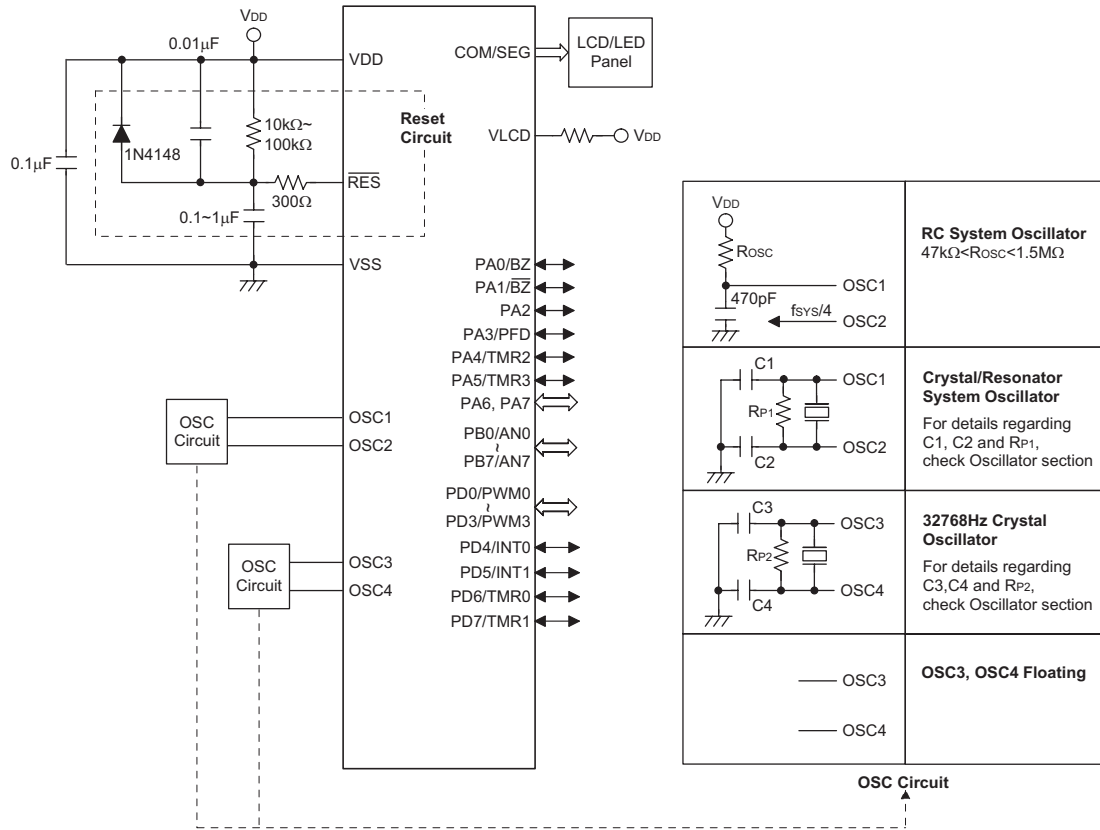 VDD
0.01μF
VDD
COM/SEG
LCD/LED
Panel
Reset
Circuit
10kΩ~
100kΩ
VLCD
VDD
1N4148
0.1μF
RES
300Ω
0.1~1μF
VSS
PA0/BZ
PA1/BZ
PA2
PA3/PFD
PA4/TMR2
PA5/TMR3
PA6, PA7
OSC
Circuit
OSC1
OSC2
PB0/AN0
~
PB7/AN7
PD0/PWM0
~
PD3/PWM3
OSC
Circuit
OSC3
OSC4
PD4/INT0
PD5/INT1
PD6/TMR0
PD7/TMR1
VDD
ROSC
OSC1
470pF
fSYS/4
OSC2
RC System Oscillator
47kΩ<ROSC<1.5MΩ
C1
OSC1
RP1
OSC2
C2
Crystal/Resonator
System Oscillator
For details regarding
C1, C2 and RP1,
check Oscillator section
C3
OSC3
RP2
OSC4
C4
32768Hz Crystal
Oscillator
For details regarding
C3,C4 and RP2,
check Oscillator section
OSC3
OSC4
OSC3, OSC4 Floating
OSC Circuit